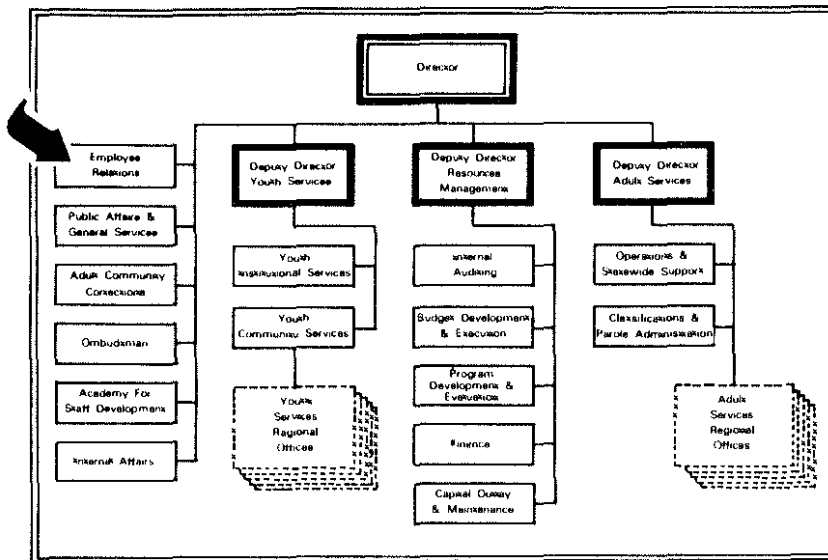 Director
Employee
Relations
Public Affairs &
General Services
Adult Community
Corrections
Ombudsman
Academy For
Staff Development
Internal Affairs
Deputy Director
Youth Services
Youth
Institutional Services
Youth
Community Services
Youth
Services
Regional
Offices
Deputy Director
Resources
Management
Internal
Auditing
Budget Development
& Execution
Program
Development &
Evaluation
Finance
Capital Outlay
& Maintenance
Deputy Director
Adult Services
Operations &
Statewide Support
Classifications &
Parole Administration
Adult
Services
Regional
Offices